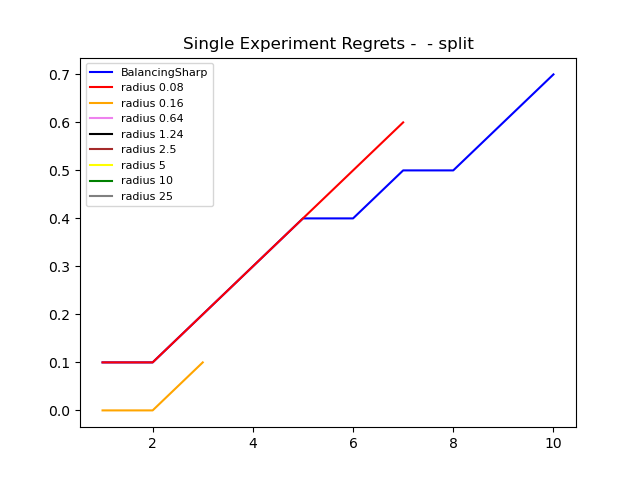 Single Experiment Regrets -  - split
BalancingSharp
radius 0.08
radius 0.16
radius 0.64
radius 1.24
radius 2.5
radius 5
radius 10
radius 25
0.7
0.6
0.5
0.4
0.3
0.2
0.1
0.0
2 4 6 8 10